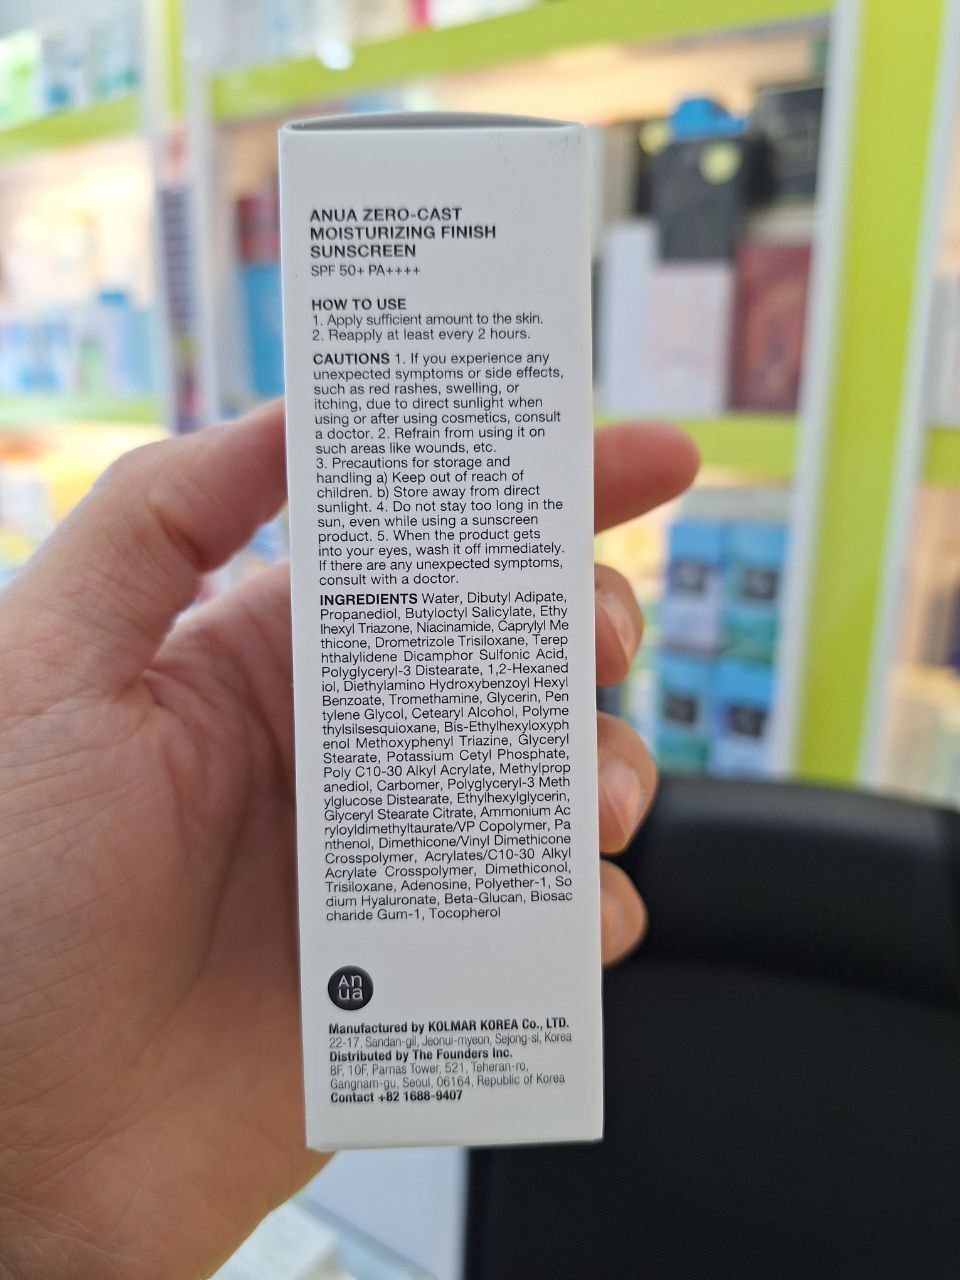 ANUA ZERO-CAST
MOISTURIZING FINISH
SUNSCREEN
SPF 50+ PA++++
HOW TO USE
1. Apply sufficient amount to the skin.
2. Reapply at least every 2 hours.
CAUTIONS 1. If you experience any
unexpected symptoms or side effects,
such as red rashes, swelling, or
itching, due to direct sunlight when
using or after using cosmetics, consult
a doctor. 2. Refrain from using it on
such areas like wounds, etc.
3. Precautions for storage and
handling a) Keep out of reach of
children. b) Store away from direct
sunlight. 4. Do not stay too long in the
sun, even while using a sunscreen
product. 5. When the product gets
into your eyes, wash it off immediately.
If there are any unexpected symptoms,
consult with a doctor.
INGREDIENTS Water, Dibutyl Adipate,
Propanediol, Butyloctyl Salicylate, Ethy
lhexyl Triazone, Niacinamide, Caprylyl Me
thicone, Drometrizole Trisiloxane, Terep
hthalylidene Dicamphor Sulfonic Acid,
Polyglyceryl-3 Distearate, 1,2-Hexaned
iol, Diethylamino Hydroxybenzoyl Hexyl
Benzoate, Tromethamine, Glycerin, Pen
tylene Glycol, Cetearyl Alcohol, Polyme
thylsilsesquioxane, Bis-Ethylhexyloxyph
enol Methoxyphenyl Triazine, Glyceryl
Stearate, Potassium Cetyl Phosphate,
Poly C10-30 Alkyl Acrylate, Methylprop
anediol, Carbomer, Polyglyceryl-3 Meth
ylglucose Distearate, Ethylhexylglycerin,
Glyceryl Stearate Citrate, Ammonium Ac
ryloyldimethyltaurate/VP Copolymer, Pa
nthenol, Dimethicone/Vinyl Dimethicone
Crosspolymer, Acrylates/C10-30 Alkyl
Acrylate Crosspolymer, Dimethiconol,
Trisiloxane, Adenosine, Polyether-1, So
dium Hyaluronate, Beta-Glucan, Biosac
charide Gum-1, Tocopherol
An
ua
Manufactured by KOLMAR KOREA Co., LTD.
22-17, Sandan-gil, Jeonui-myeon, Sejong-si, Korea
Distributed by The Founders Inc.
8F, 10F, Parnas Tower, 521, Teheran-ro,
Gangnam-gu, Seoul, 06164, Republic of Korea
Contact +82 1688-9407